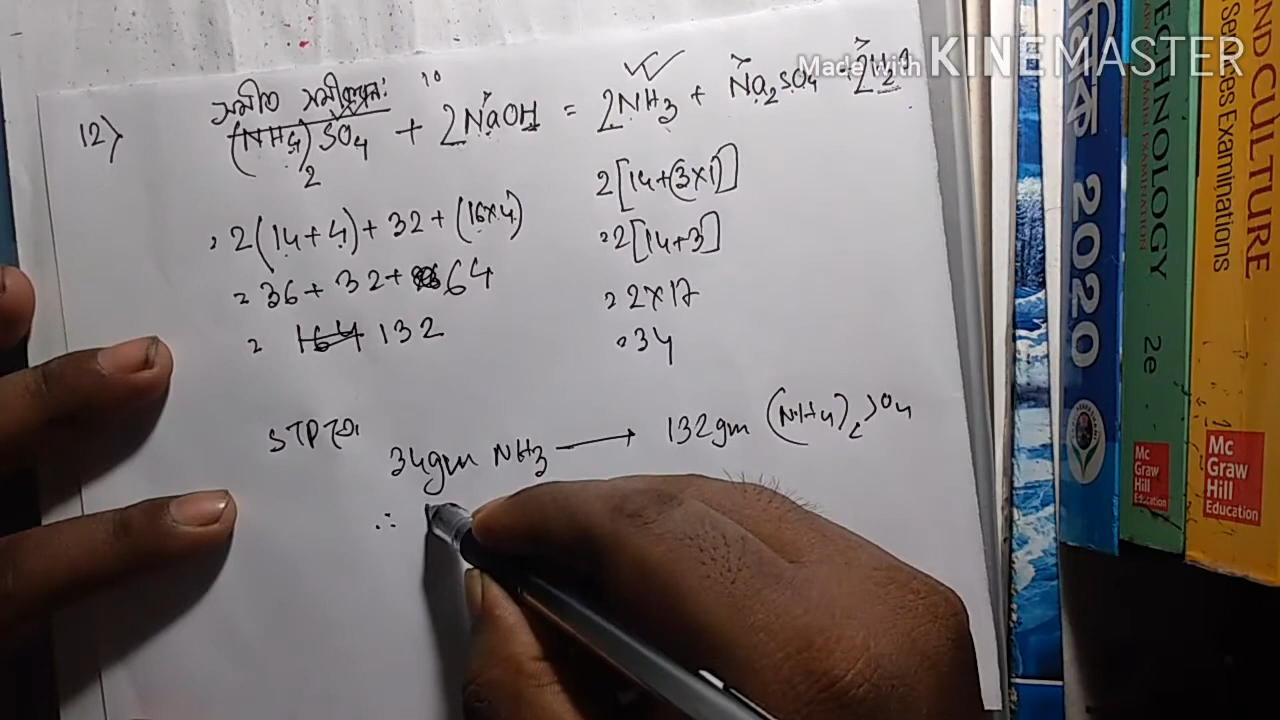 Made with KINEMASTER
সমিত সমীকরণ:
12) (NH4)2SO4 + 2NaOH = 2NH3 + Na2SO4 + 2H2O
= 2(14+4) + 32 + (16×4)
= 36 + 32 + 64
= 164 132
2[14+(3×1)]
= 2[14+3]
= 2×17
= 34
34gm NH3 → 132gm (NH4)2SO4
∴
2020
TECHNOLOGY 2e
Mc
Graw
Hill
Education
AND CULTURE
Services Examinations
Mc
Graw
Hill
Education